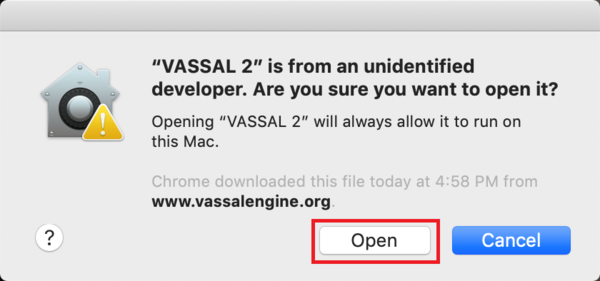 “VASSAL 2” is from an unidentified
developer. Are you sure you want to open it?
Opening “VASSAL 2” will always allow it to run on
this Mac.
Chrome downloaded this file today at 4:58 PM from
www.vassalengine.org.
?
Open
Cancel